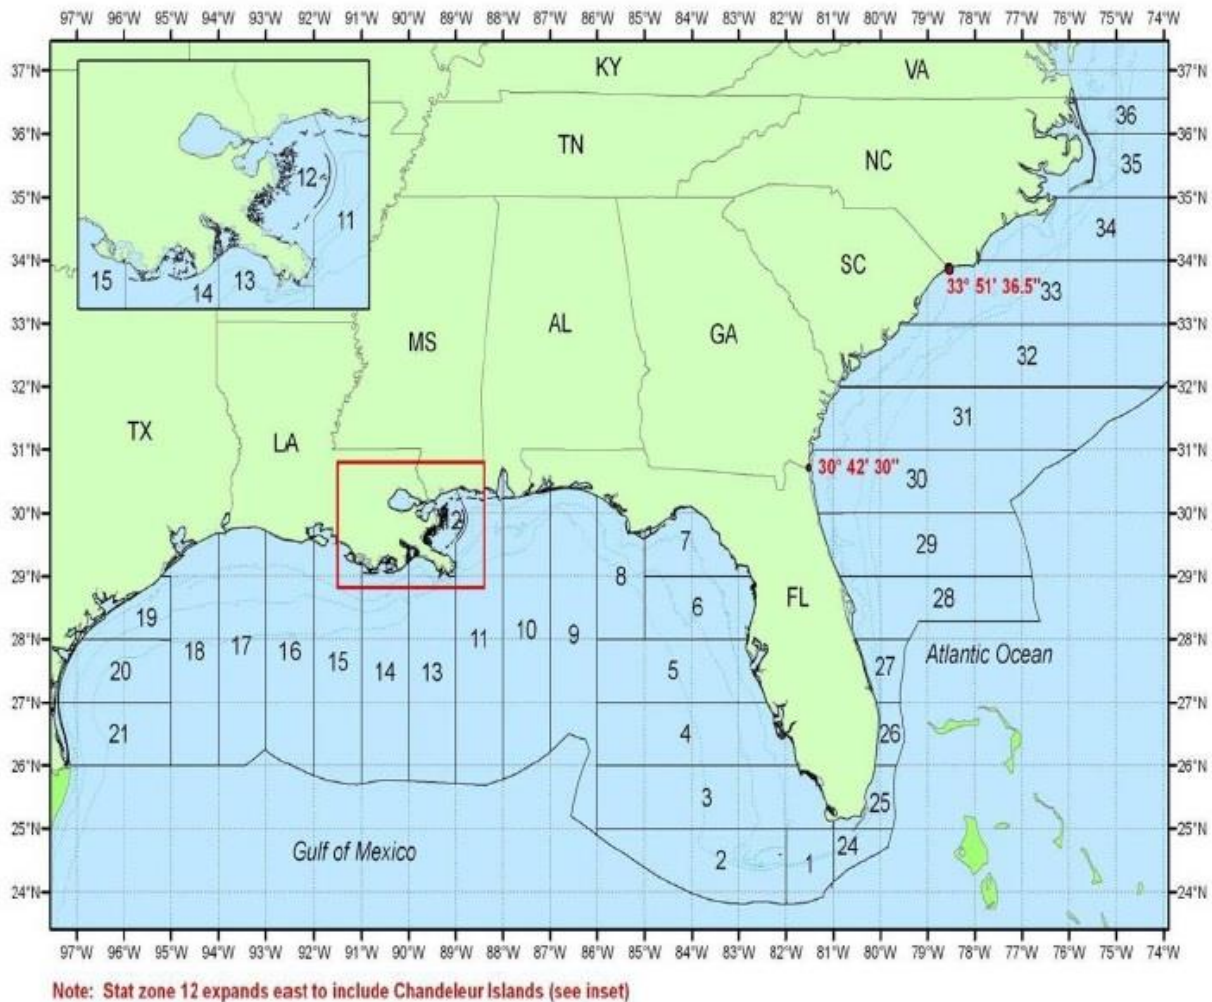 97°W 96°W 95°W 94°W 93°W 92°W 91°W 90°W 89°W 88°W 87°W 86°W 85°W 84°W 83°W 82°W 81°W 80°W 79°W 78°W 77°W 76°W 75°W 74°W
37°N KY VA 37°N
36
36°N 36°N
TN NC
12 35
35°N 35°N
11 34
15 14 13
34°N SC 34°N
33° 51' 36.5" 33
33°N MS AL GA 33°N
32
32°N 32°N
TX LA 31
31°N 31°N
30° 42' 30" 30
30°N 12 30°N
7 29
29°N 8 29°N
19 6 FL 28
28°N 18 17 16 15 14 13 11 10 9 28°N
20 5 27 Atlantic Ocean
27°N 27°N
21 4 26
26°N 26°N
3 25
25°N 25°N
Gulf of Mexico 2 1 24
24°N 24°N
97°W 96°W 95°W 94°W 93°W 92°W 91°W 90°W 89°W 88°W 87°W 86°W 85°W 84°W 83°W 82°W 81°W 80°W 79°W 78°W 77°W 76°W 75°W 74°W
Note: Stat zone 12 expands east to include Chandeleur Islands (see inset)